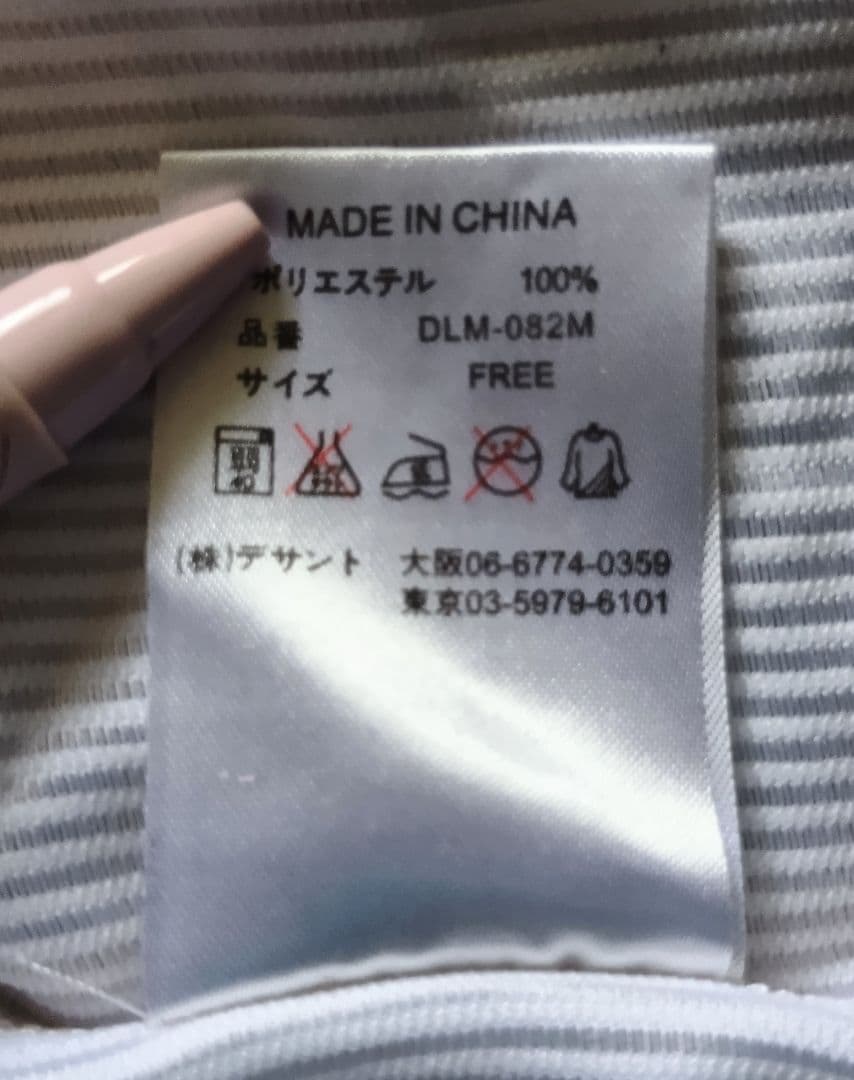 MADE IN CHINA
ポリエステル 100%
品番 DLM-082M
サイズ FREE
40
(株)デサント 大阪06-6774-0359
東京03-5979-6101